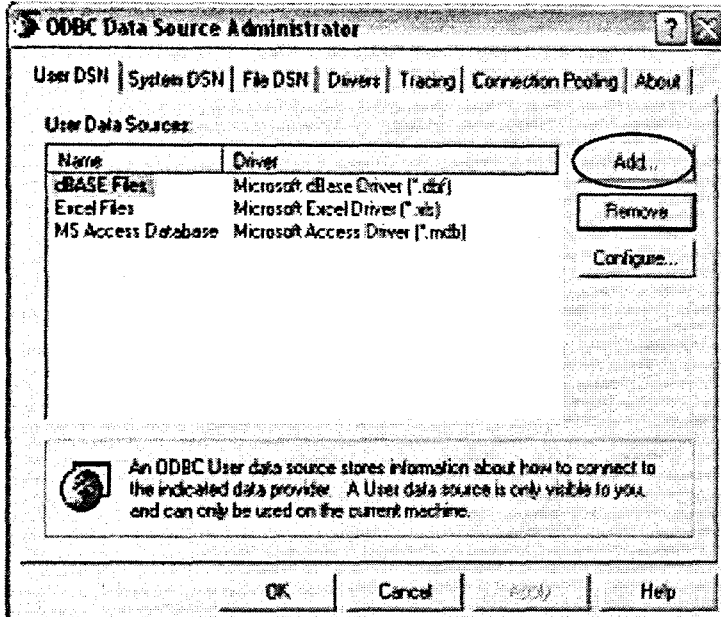 ODBC Data Source Administrator
User DSN System DSN File DSN Drivers Tracing Connection Pooling About
User Data Sources:
Name Driver
dBASE Files Microsoft dBase Driver (*.dbf)
Excel Files Microsoft Excel Driver (*.xls)
MS Access Database Microsoft Access Driver (*.mdb)
Add...
Remove
Configure...
An ODBC User data source stores information about how to connect to
the indicated data provider. A User data source is only visible to you,
and can only be used on the current machine.
OK Cancel Apply Help